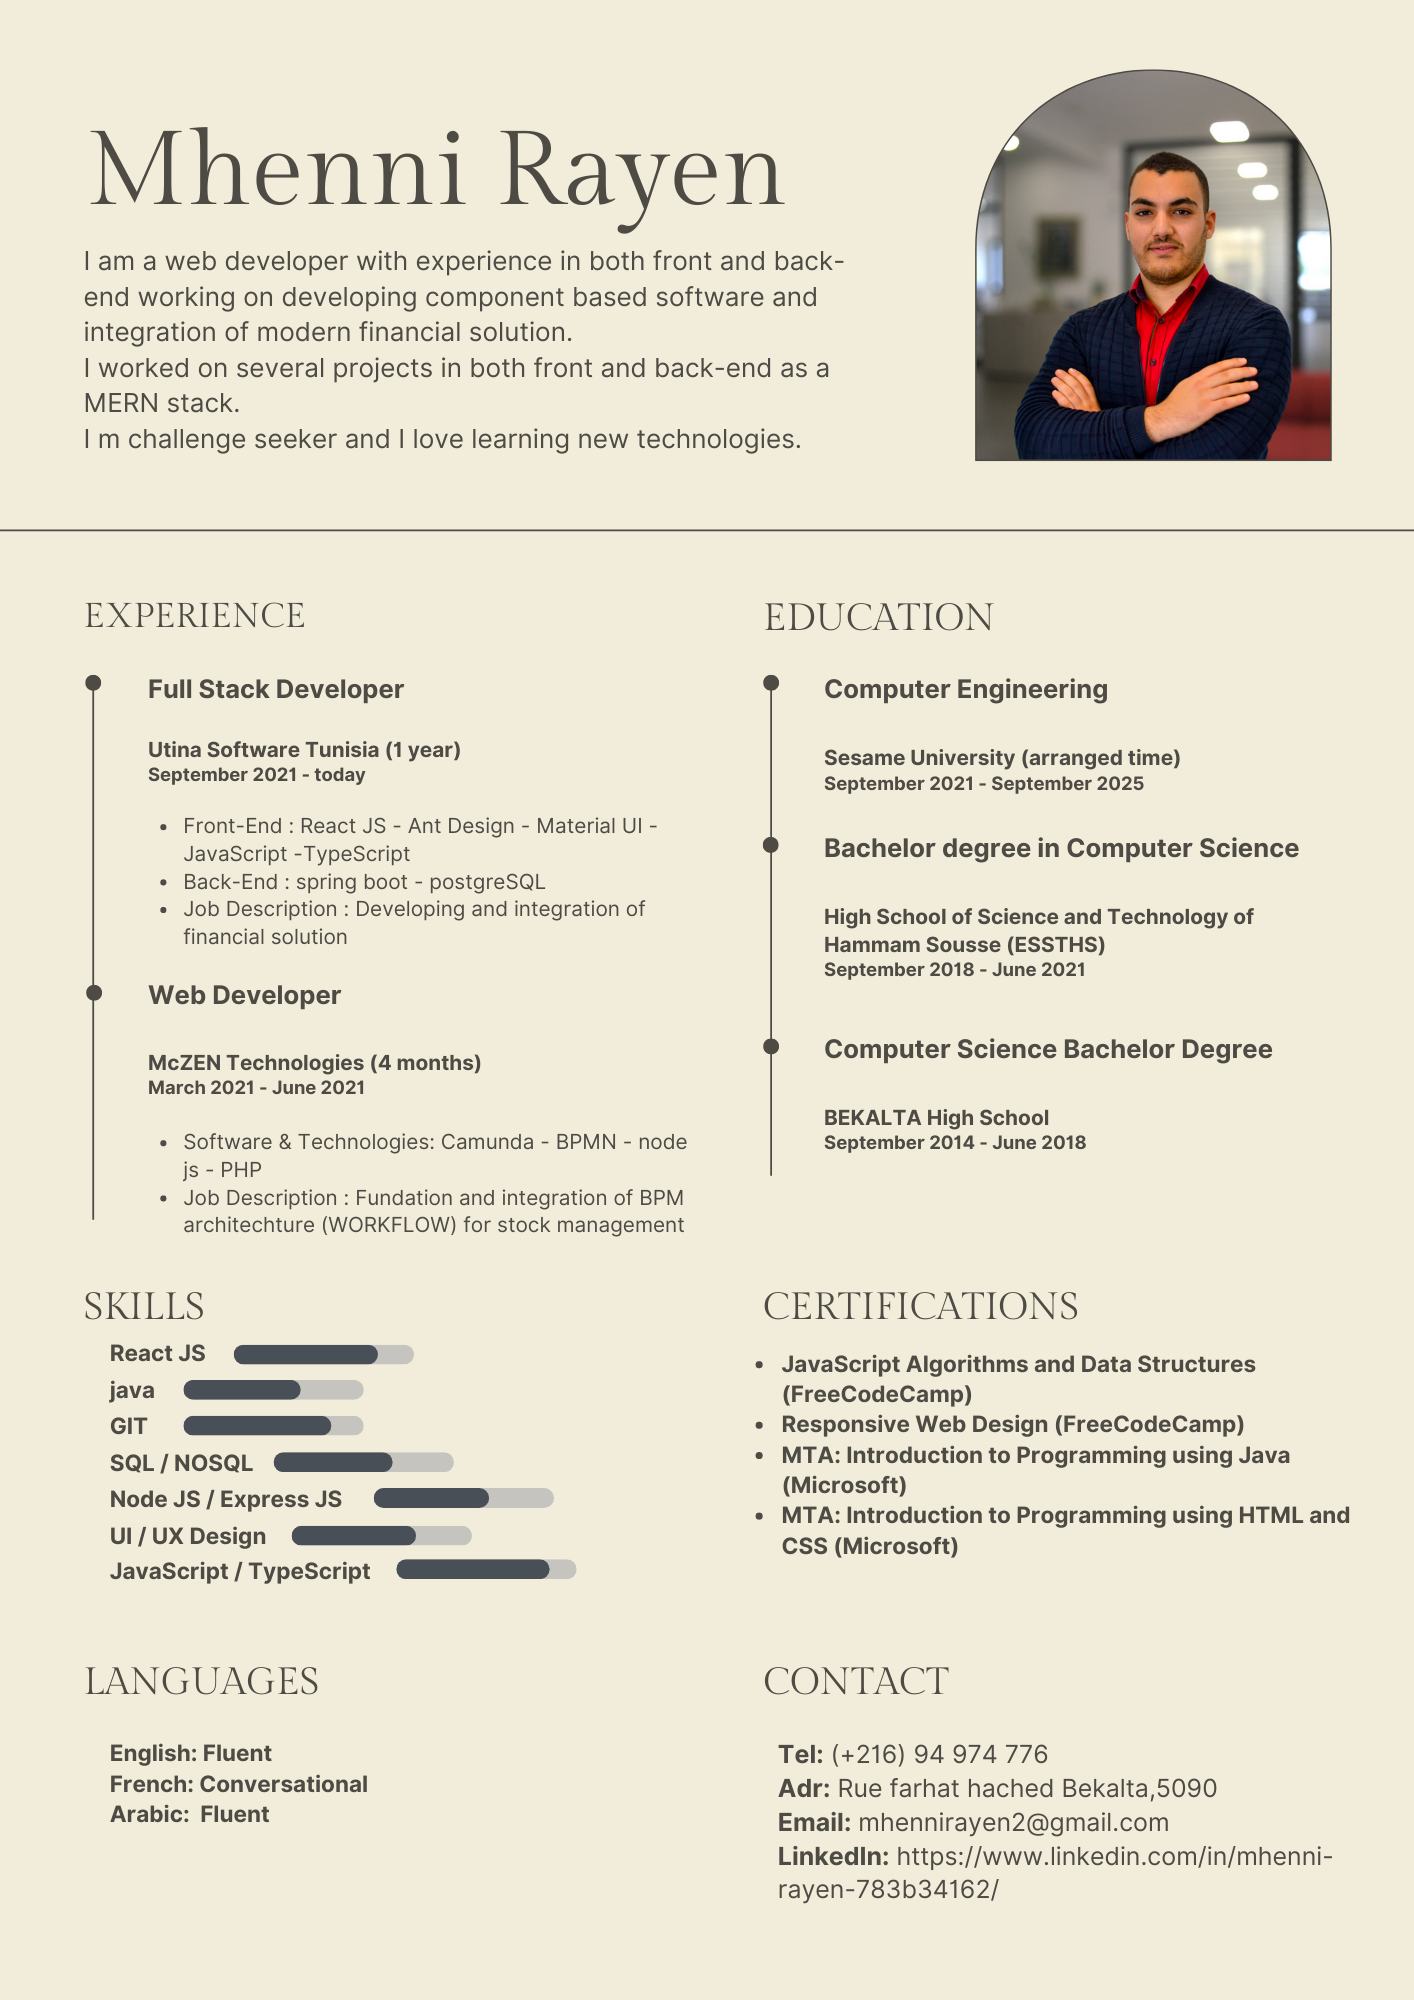 Mhenni Rayen
I am a web developer with experience in both front and back-
end working on developing component based software and
integration of modern financial solution.
I worked on several projects in both front and back-end as a
MERN stack.
I m challenge seeker and I love learning new technologies.
EXPERIENCE
Full Stack Developer
Utina Software Tunisia (1 year)
September 2021 - today
• Front-End : React JS - Ant Design - Material UI -
JavaScript -TypeScript
• Back-End : spring boot - postgreSQL
• Job Description : Developing and integration of
financial solution
Web Developer
McZEN Technologies (4 months)
March 2021 - June 2021
• Software & Technologies: Camunda - BPMN - node
js - PHP
• Job Description : Fundation and integration of BPM
architechture (WORKFLOW) for stock management
EDUCATION
Computer Engineering
Sesame University (arranged time)
September 2021 - September 2025
Bachelor degree in Computer Science
High School of Science and Technology of
Hammam Sousse (ESSTHS)
September 2018 - June 2021
Computer Science Bachelor Degree
BEKALTA High School
September 2014 - June 2018
SKILLS
React JS
java
GIT
SQL / NOSQL
Node JS / Express JS
UI / UX Design
JavaScript / TypeScript
CERTIFICATIONS
• JavaScript Algorithms and Data Structures
(FreeCodeCamp)
• Responsive Web Design (FreeCodeCamp)
• MTA: Introduction to Programming using Java
(Microsoft)
• MTA: Introduction to Programming using HTML and
CSS (Microsoft)
LANGUAGES
English: Fluent
French: Conversational
Arabic:  Fluent
CONTACT
Tel: (+216) 94 974 776
Adr: Rue farhat hached Bekalta,5090
Email: mhennirayen2@gmail.com
LinkedIn: https://www.linkedin.com/in/mhenni-
rayen-783b34162/